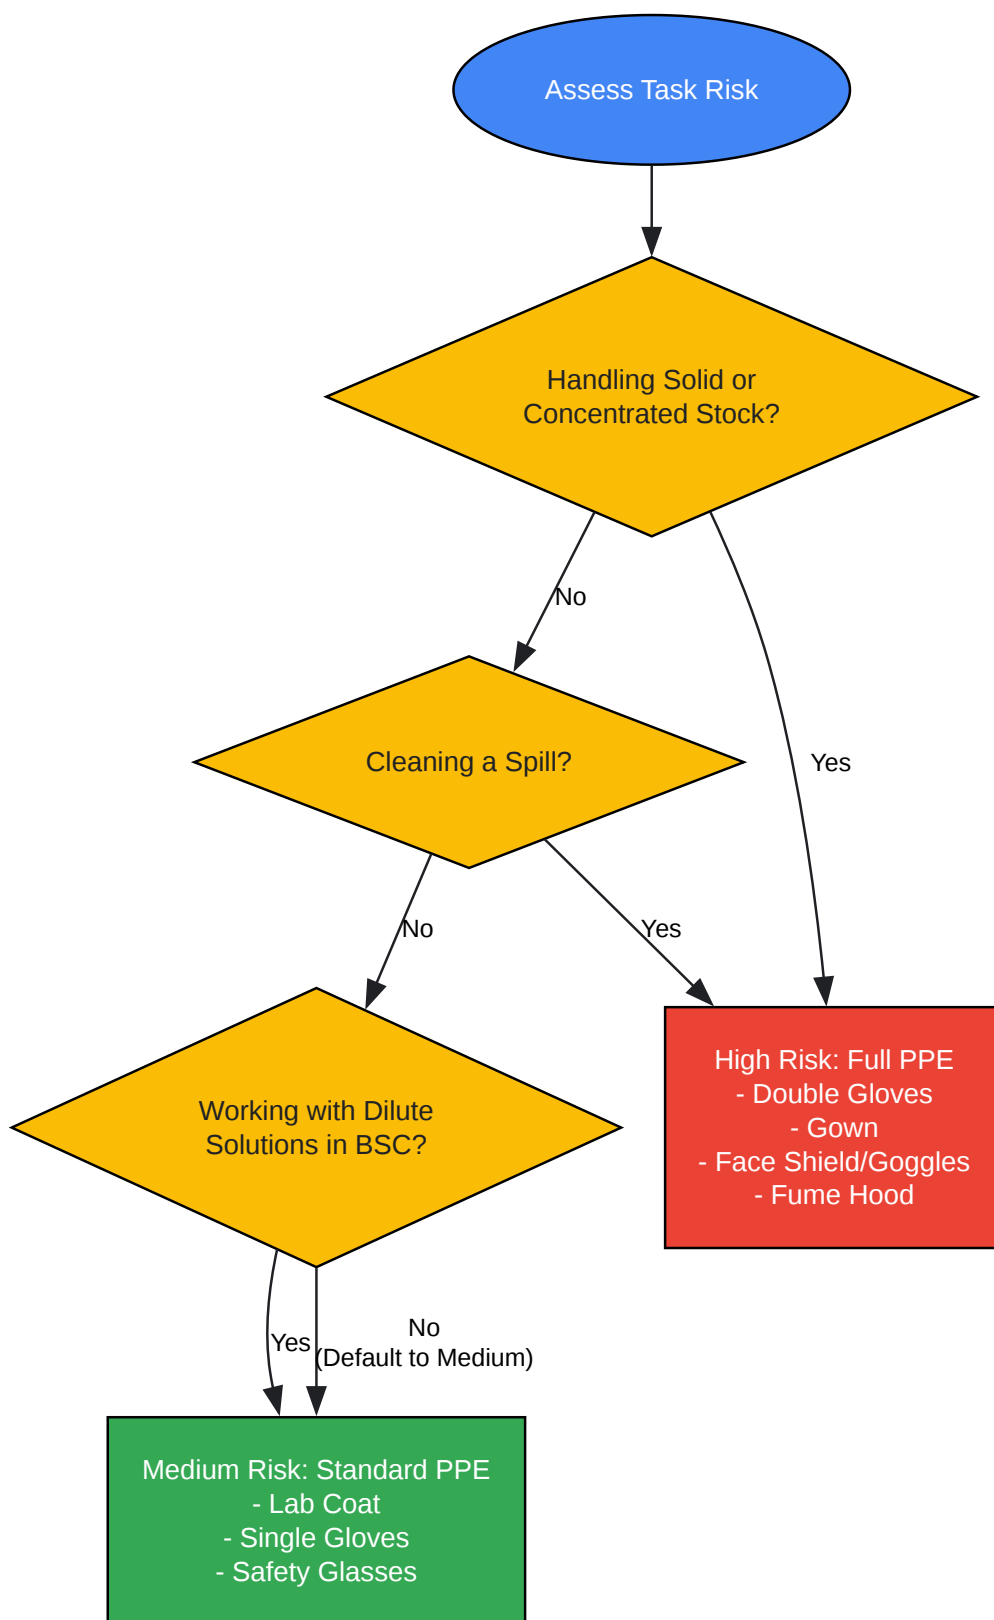 Assess Task Risk
Handling Solid or
Concentrated Stock?
No
Yes
Cleaning a Spill?
No
Yes
Working with Dilute
Solutions in BSC?
High Risk: Full PPE
- Double Gloves
- Gown
- Face Shield/Goggles
- Fume Hood
Yes
No
(Default to Medium)
Medium Risk: Standard PPE
- Lab Coat
- Single Gloves
- Safety Glasses